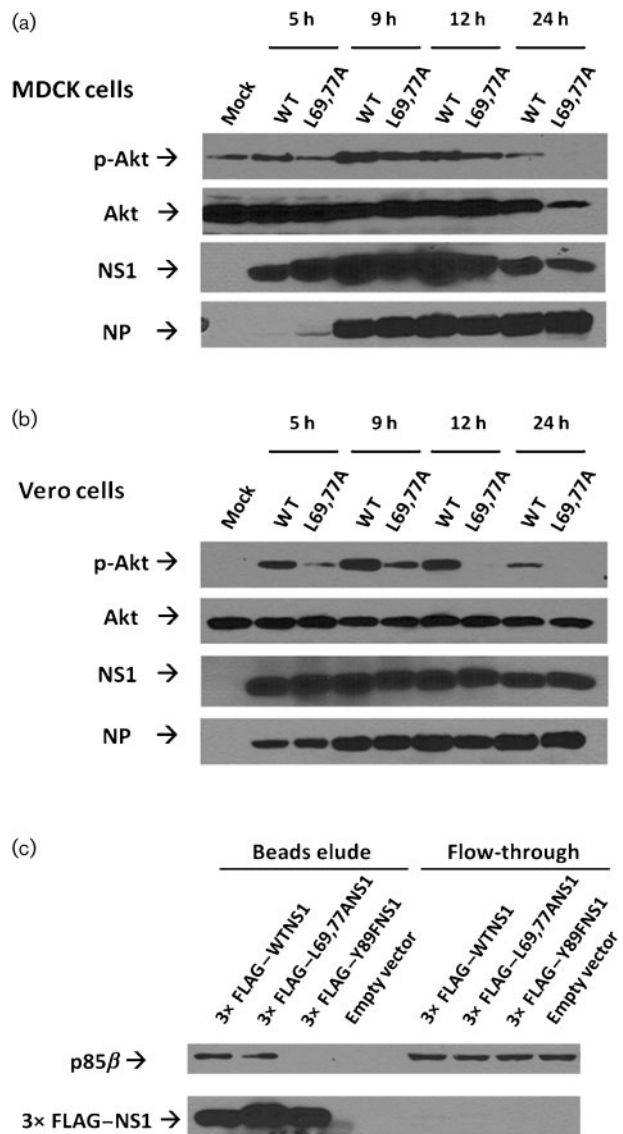 (a)
5 h 9 h 12 h 24 h
MDCK cells
Mock WT L69,77A WT L69,77A WT L69,77A WT L69,77A
p-Akt →
Akt →
NS1 →
NP →
(b)
5 h 9 h 12 h 24 h
Vero cells
Mock WT L69,77A WT L69,77A WT L69,77A WT L69,77A
p-Akt →
Akt →
NS1 →
NP →
(c)
Beads elude Flow-through
3× FLAG–WTNS1 3× FLAG–L69,77ANS1 3× FLAG–Y89FNS1 Empty vector 3× FLAG–WTNS1 3× FLAG–L69,77ANS1 3× FLAG–Y89FNS1 Empty vector
p85β →
3× FLAG–NS1 →